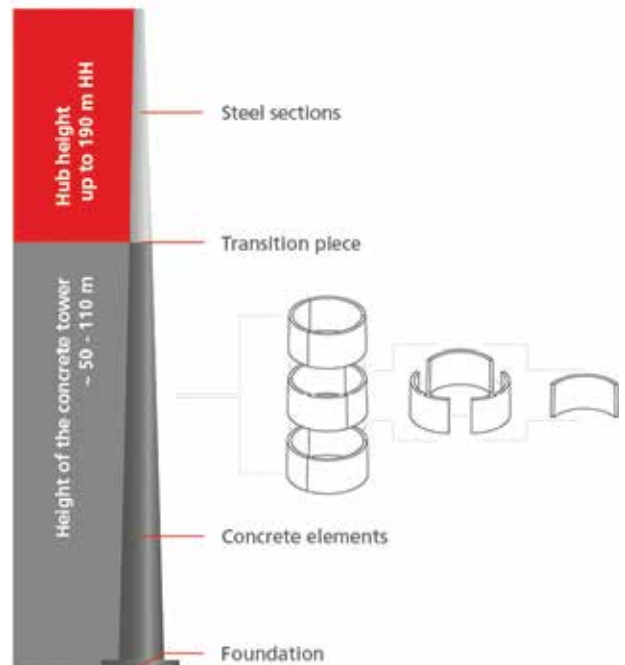 Hub height
up to 190 m HH
Height of the concrete tower
~ 50 - 110 m
Steel sections
Transition piece
Concrete elements
Foundation